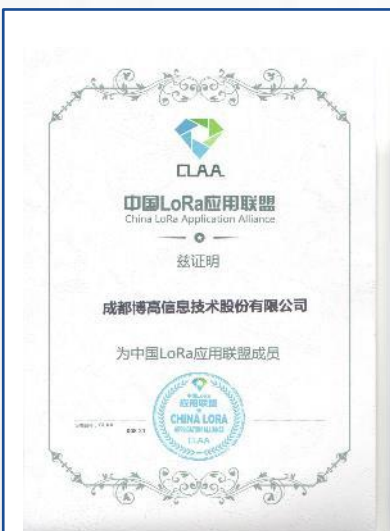 CLAA
中国LoRa应用联盟
China LoRa Application Alliance
兹证明
成都博高信息技术股份有限公司
为中国LoRa应用联盟成员
应用联盟
CHINA LORA
APPLICATION ALLIANCE
CLAA